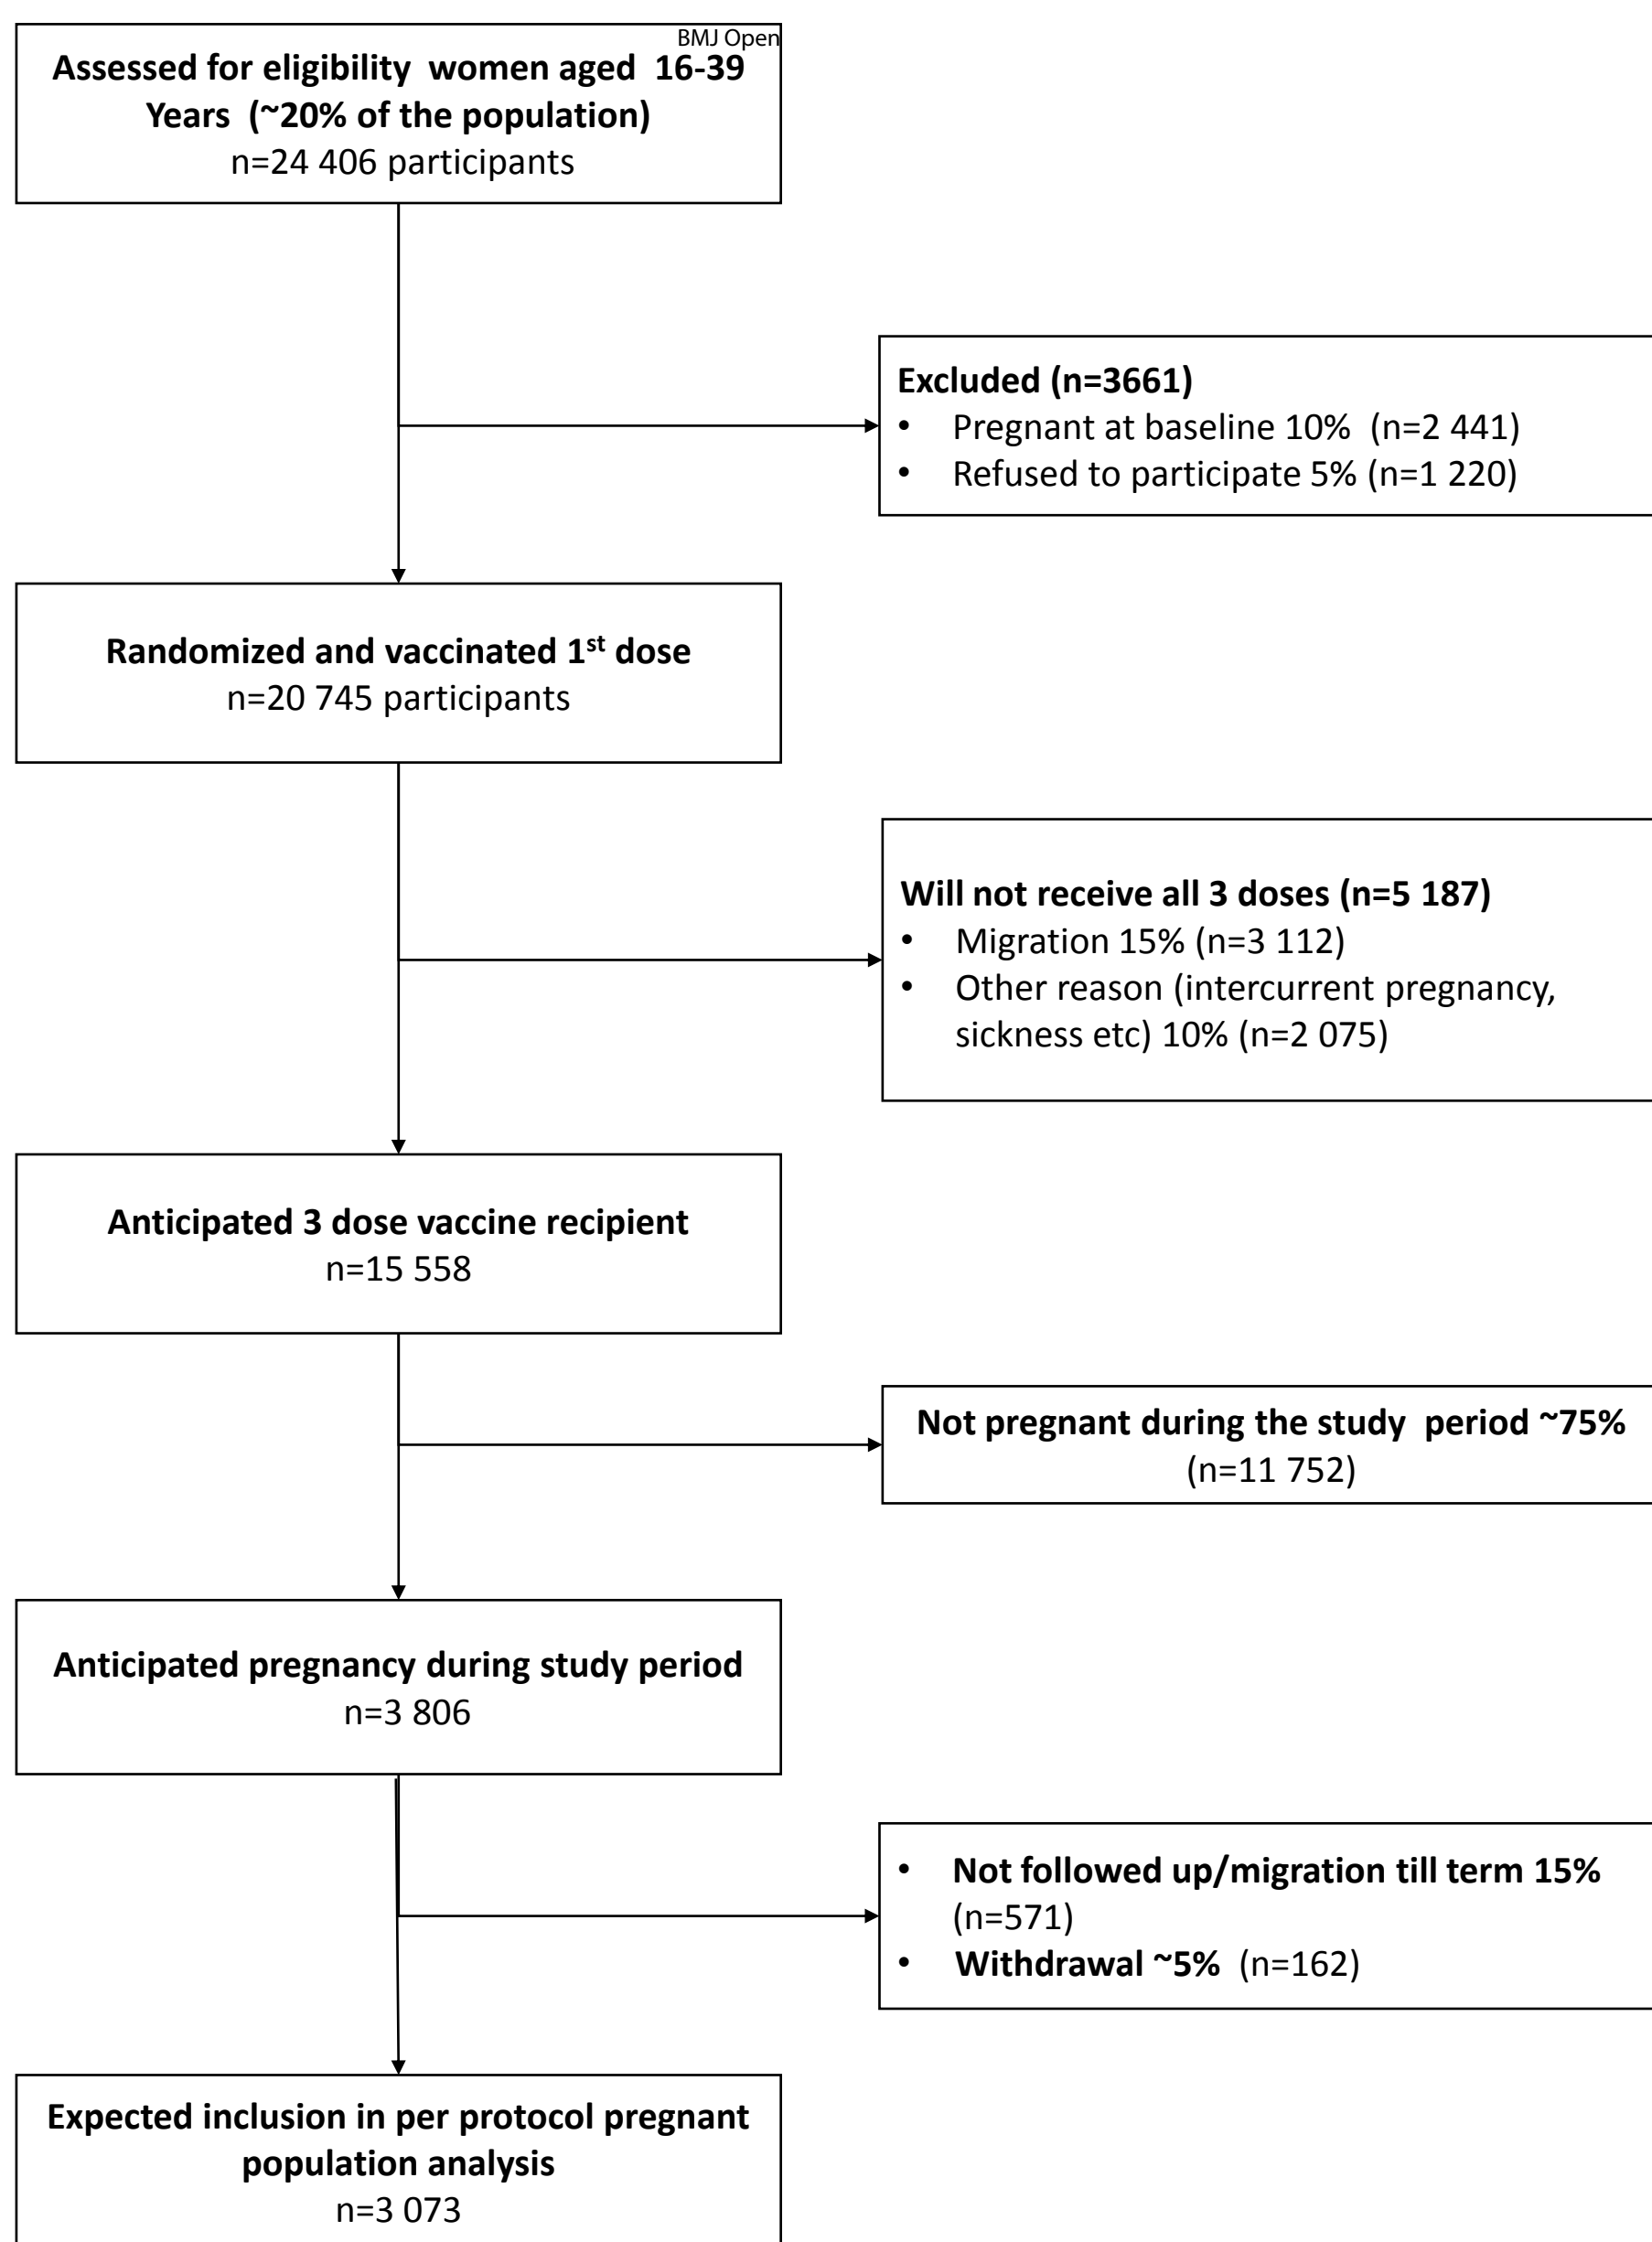 BMJ Open
Assessed for eligibility women aged 16-39
Years (~20% of the population)
n=24 406 participants
Excluded (n=3661)
• Pregnant at baseline 10% (n=2 441)
• Refused to participate 5% (n=1 220)
Randomized and vaccinated 1st dose
n=20 745 participants
Will not receive all 3 doses (n=5 187)
• Migration 15% (n=3 112)
• Other reason (intercurrent pregnancy,
sickness etc) 10% (n=2 075)
Anticipated 3 dose vaccine recipient
n=15 558
Not pregnant during the study period ~75%
(n=11 752)
Anticipated pregnancy during study period
n=3 806
• Not followed up/migration till term 15%
(n=571)
• Withdrawal ~5% (n=162)
Expected inclusion in per protocol pregnant
population analysis
n=3 073